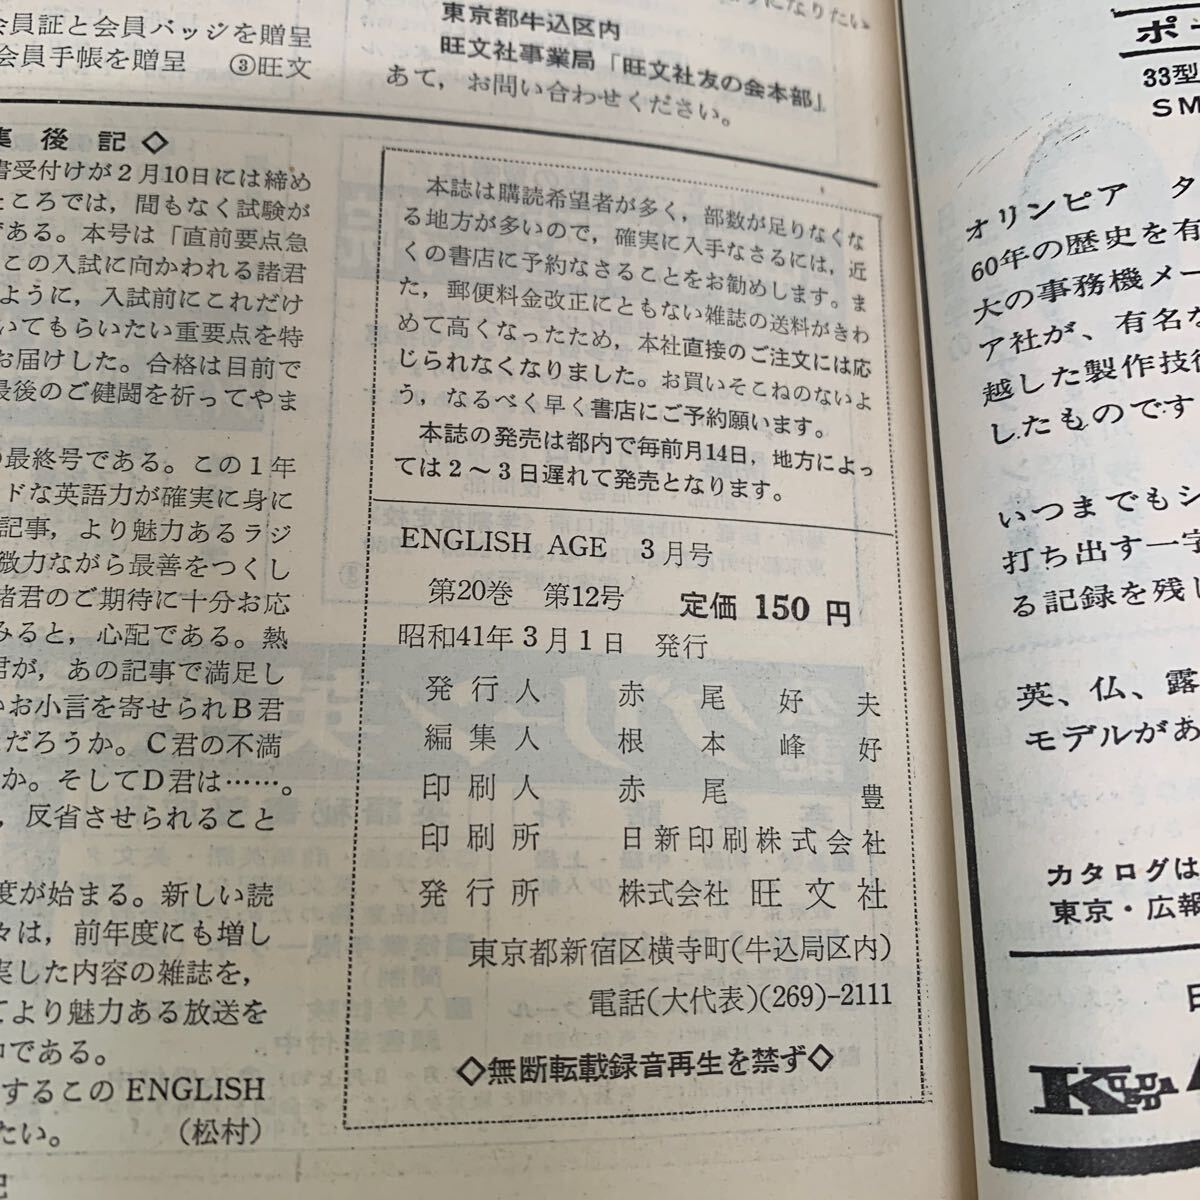 会員証と会員バッジを贈呈
会員手帳を贈呈　③旺文
になりたい
東京都牛込区内
旺文社事業局「旺文社友の会本部」
あて，お問い合わせください。
集後記◇
書受付けが２月10日には締め
ところでは，間もなく試験が
である。本号は「直前要点急
この入試に向かわれる諸君
ように，入試前にこれだけ
いてもらいたい重要点を特
お届けした。合格は目前で
最後のご健闘を祈ってやま
最終号である。この１年
ドな英語力が確実に身に
記事，より魅力あるラジ
微力ながら最善をつくし
諸君のご期待に十分お応
みると，心配である。熱
君が，あの記事で満足し
いお小言を寄せられＢ君
だろうか。Ｃ君の不満
か。そしてＤ君は……。
，反省させられること
度が始まる。新しい読
々は，前年度にも増し
実した内容の雑誌を，
てより魅力ある放送を
中である。
するこの ENGLISH
たい。　（松村）
本誌は購読希望者が多く，部数が足りなくな
る地方が多いので，確実に入手なさるには，近
くの書店に予約なさることをお勧めします。ま
た，郵便料金改正にともない雑誌の送料がきわ
めて高くなったため，本社直接のご注文には応
じられなくなりました。お買いそこねのないよ
う，なるべく早く書店にご予約願います。
本誌の発売は都内で毎前月14日，地方によっ
ては２～３日遅れて発売となります。
ENGLISH AGE　３月号
第20巻　第12号　定価 150 円
昭和41年３月１日　発行
発行人　赤尾好夫
編集人　根本峰好
印刷人　赤尾　豊
印刷所　日新印刷株式会社
発行所　株式会社 旺文社
東京都新宿区横寺町（牛込局区内）
電話（大代表）（269）-2111
◇無断転載録音再生を禁ず◇
ポー
33型
SM
オリンピア　タ
60年の歴史を有
大の事務機メー
ア社が、有名な
越した製作技術
したものです
いつまでもシ
打ち出す一字
る記録を残し
英、仏、露
モデルがあ
カタログは
東京・広報